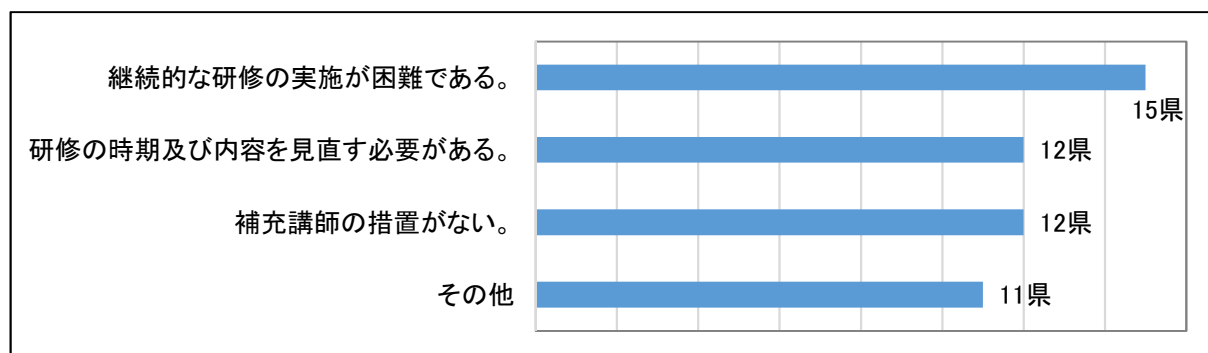 継続的な研修の実施が困難である。
15県
研修の時期及び内容を見直す必要がある。
12県
補充講師の措置がない。
12県
その他
11県